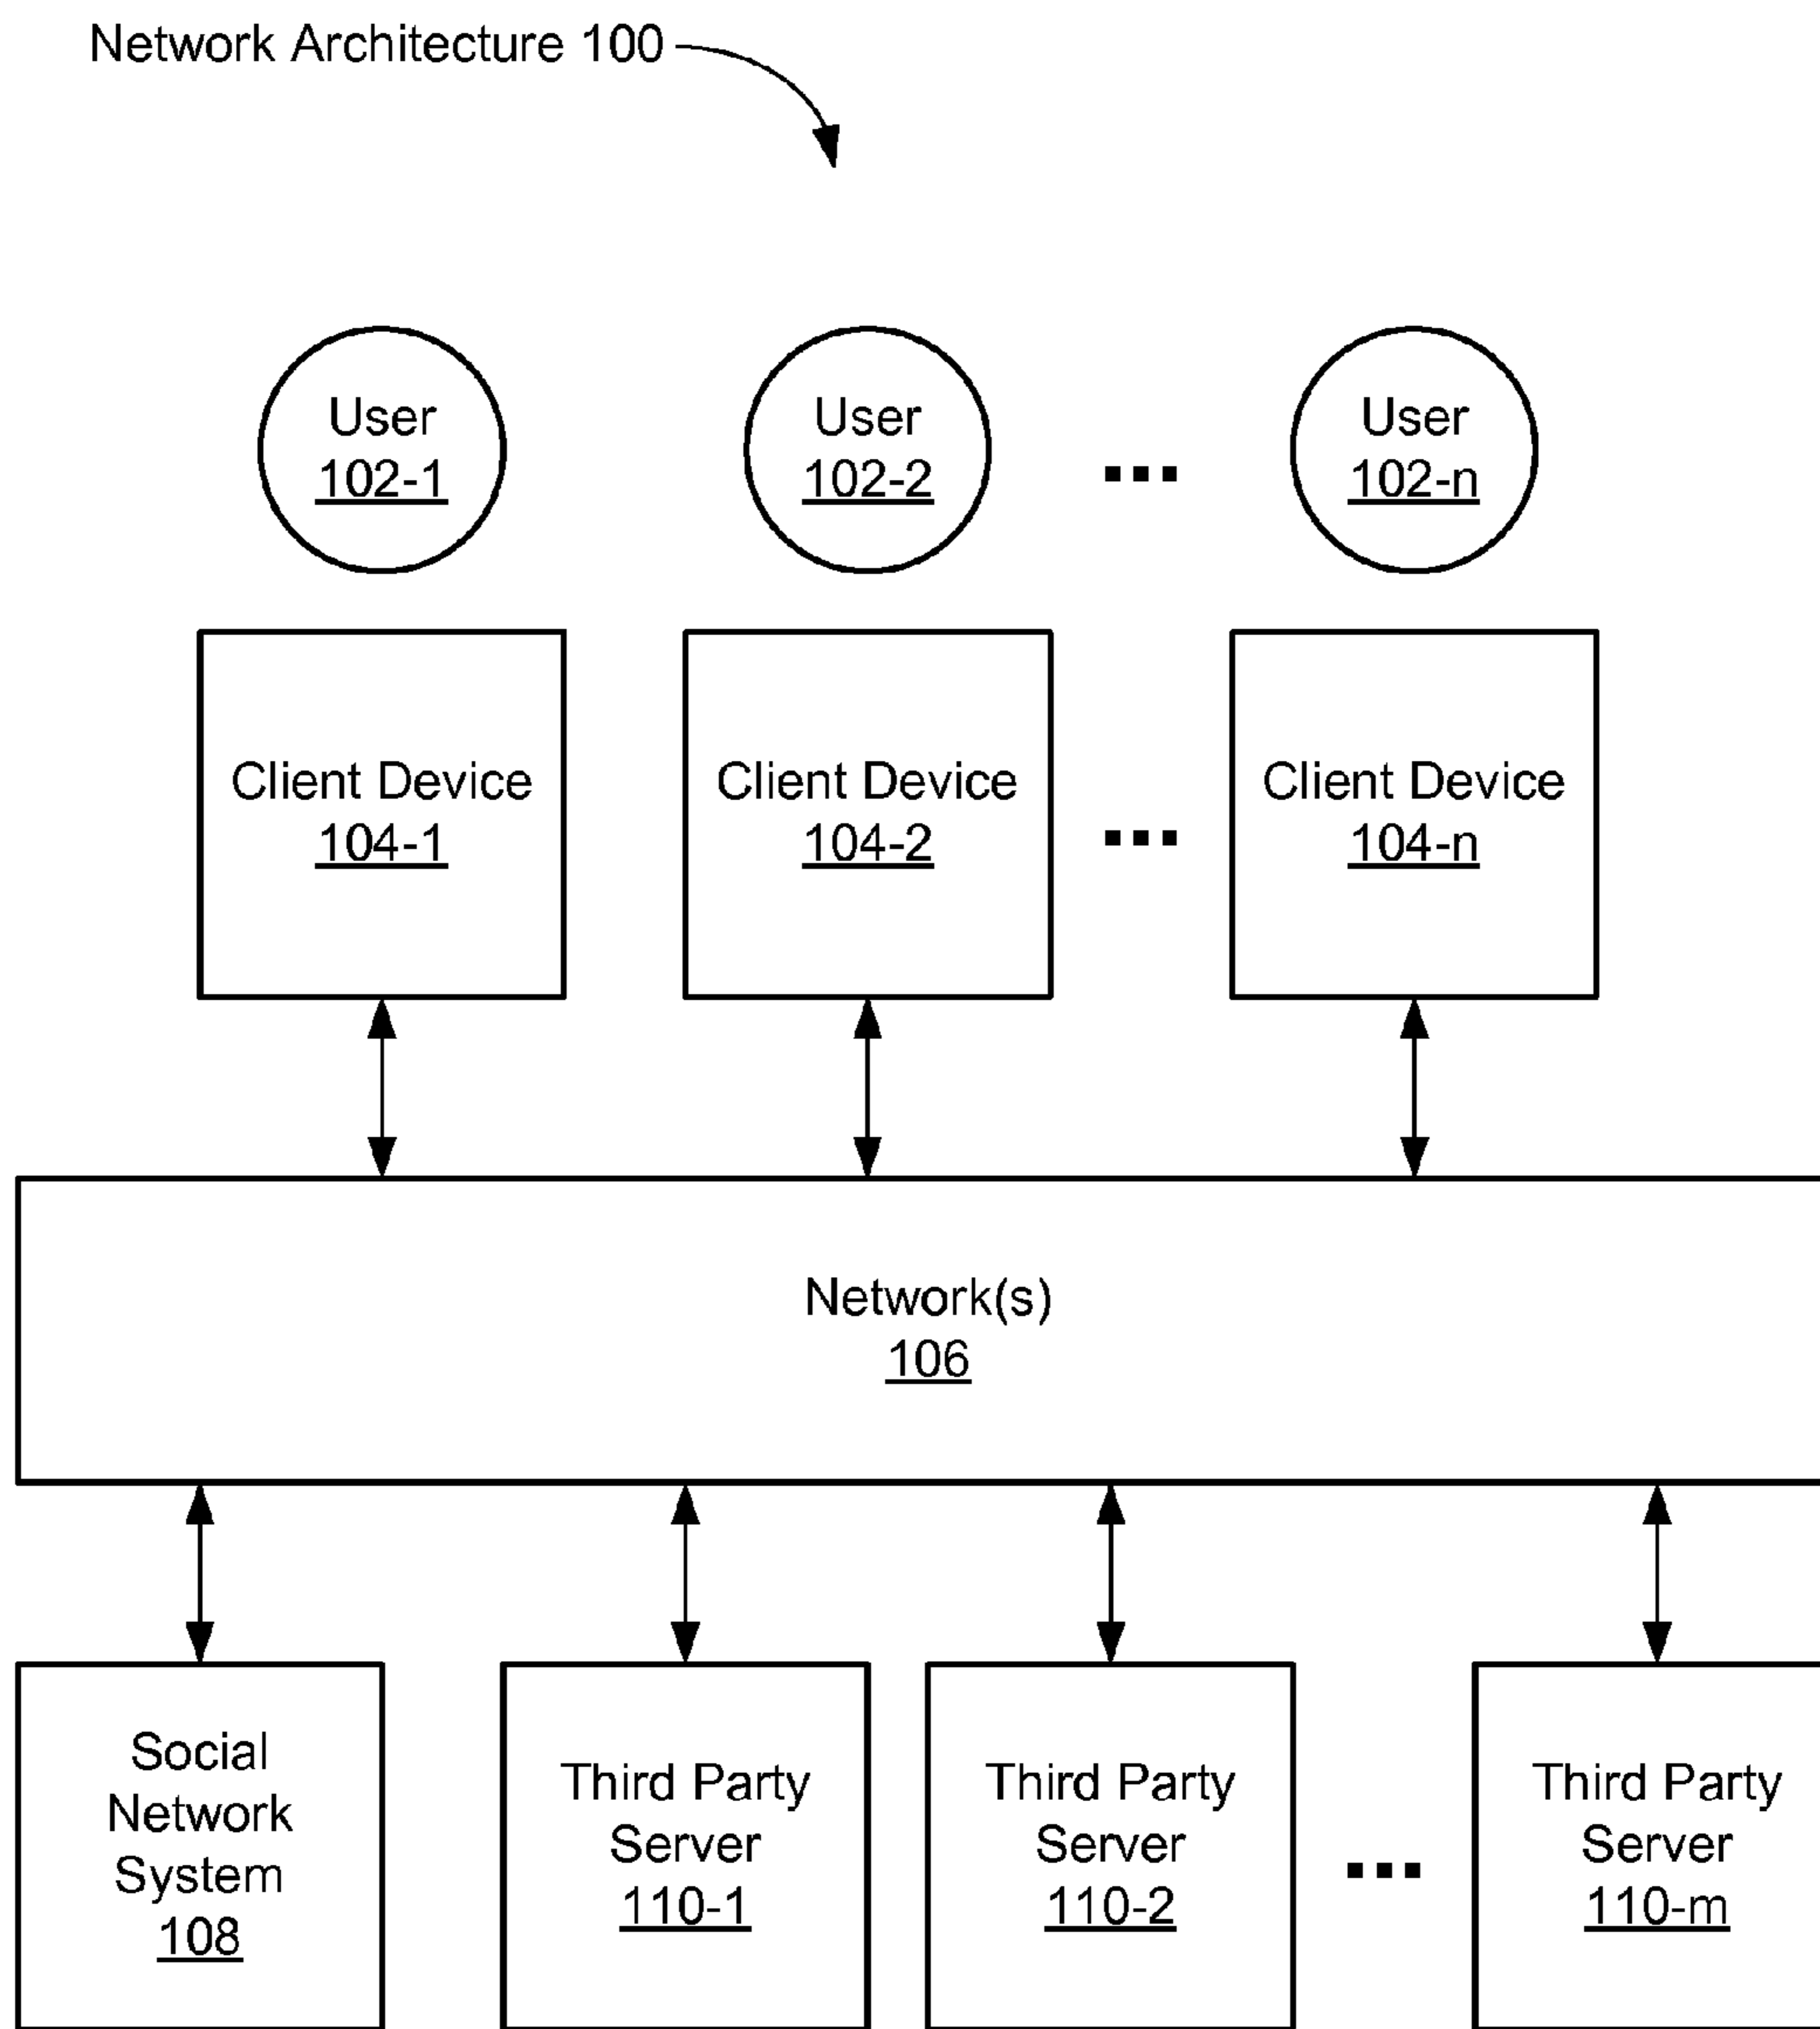 Network Architecture 100
User
102-1
User
102-2
...
User
102-n
Client Device
104-1
Client Device
104-2
...
Client Device
104-n
Network(s)
106
Social
Network
System
108
Third Party
Server
110-1
Third Party
Server
110-2
...
Third Party
Server
110-m